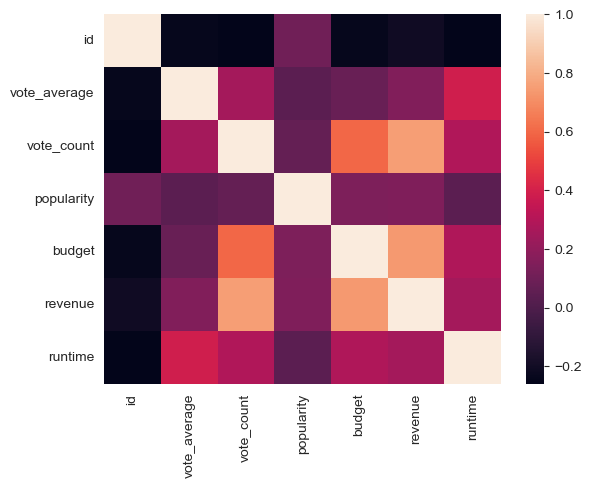 id
vote_average
vote_count
popularity
budget
revenue
runtime
id
vote_average
vote_count
popularity
budget
revenue
runtime
1.0
0.8
0.6
0.4
0.2
0.0
−0.2